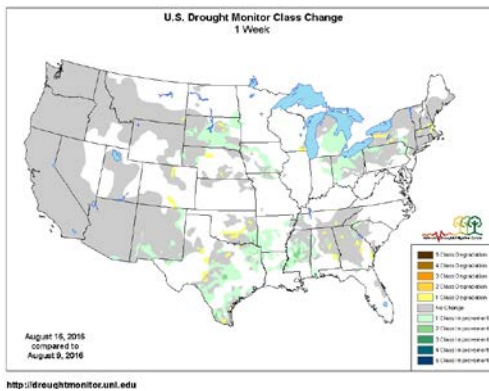 U.S. Drought Monitor Class Change
1 Week
5 Class Degradation
4 Class Degradation
3 Class Degradation
2 Class Degradation
1 Class Degradation
No Change
1 Class Improvement
2 Class Improvement
3 Class Improvement
4 Class Improvement
5 Class Improvement
August 16, 2016
compared to
August 9, 2016
http://droughtmonitor.unl.edu